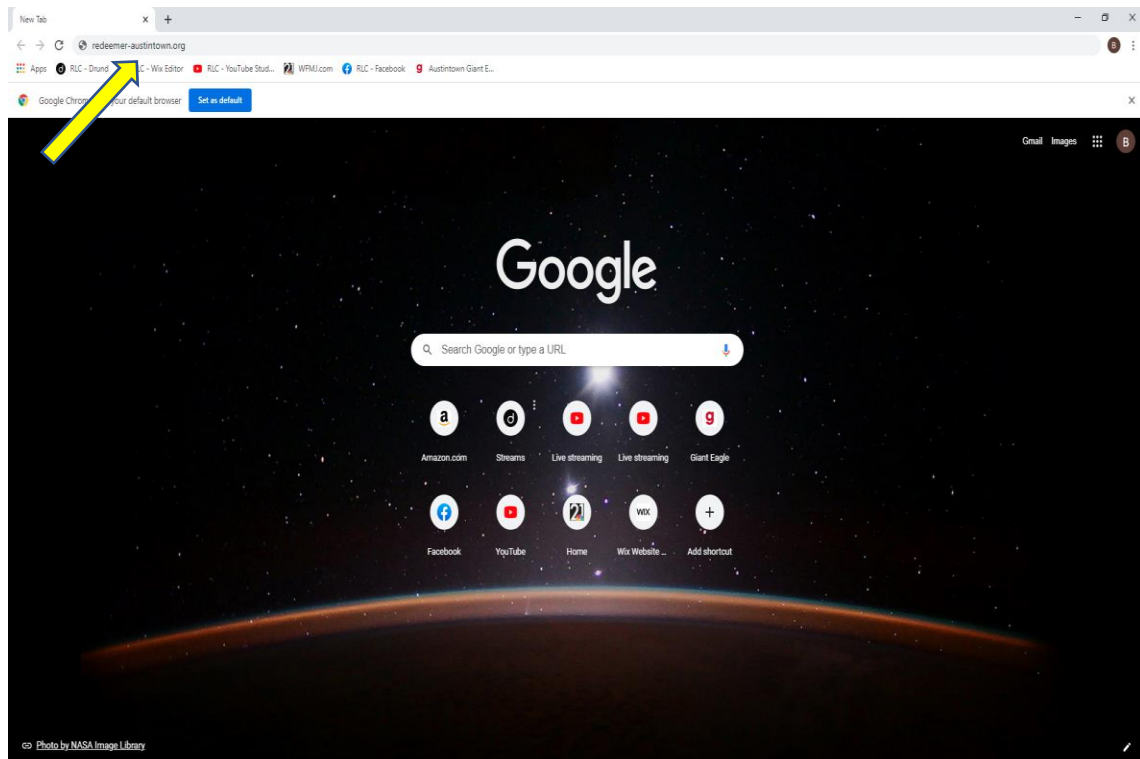 New Tab
redeemer-austintown.org
Apps RLC - Drund LC - Wix Editor RLC - YouTube Stud... WFMJ.com RLC - Facebook Austintown Giant E...
Google Chrom your default browser Set as default
Gmail Images B
Google
Search Google or type a URL
Amazon.com Streams Live streaming Live streaming Giant Eagle
WIX
Facebook YouTube Home Wix Website ... Add shortcut
Photo by NASA Image Library